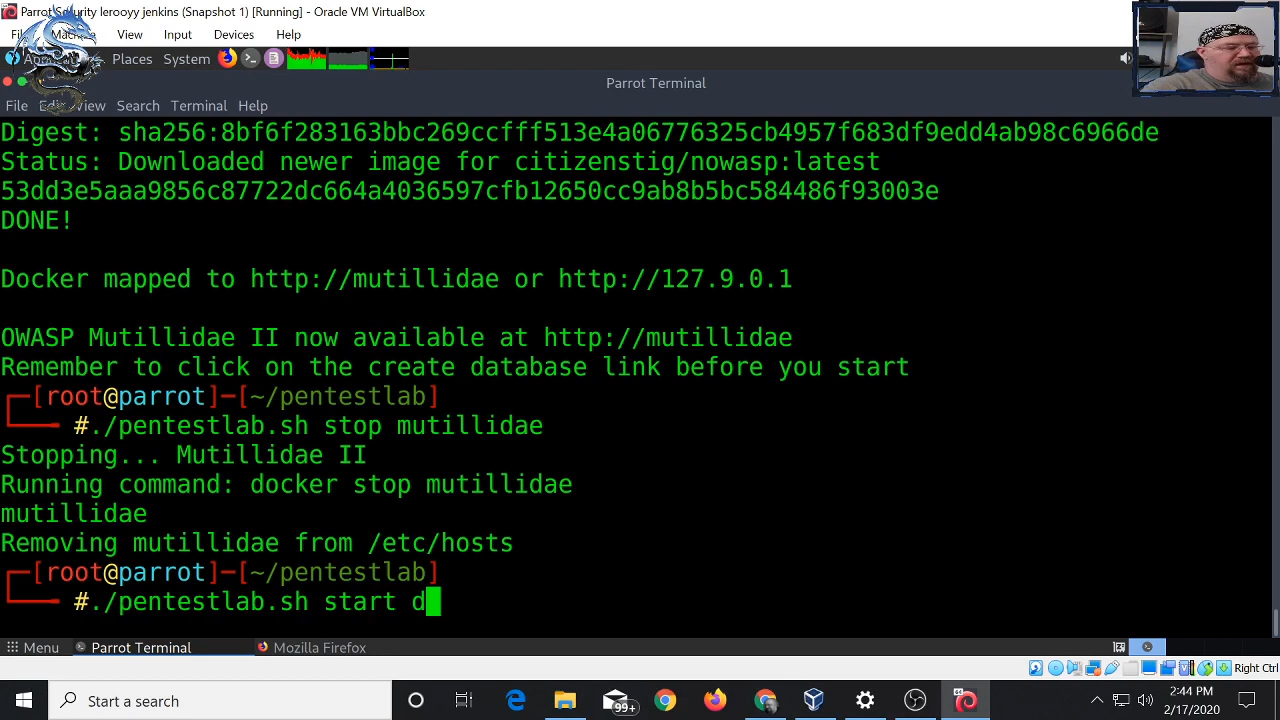 Parrot Security lerooyy jenkins (Snapshot 1) [Running] - Oracle VM VirtualBox
View Input Devices Help
Places System
Parrot Terminal
File Edit View Search Terminal Help
Digest: sha256:8bf6f283163bbc269ccfff513e4a06776325cb4957f683df9edd4ab98c6966de
Status: Downloaded newer image for citizenstig/nowasp:latest
53dd3e5aaa9856c87722dc664a4036597cfb12650cc9ab8b5bc584486f93003e
DONE!
Docker mapped to http://mutillidae or http://127.9.0.1
OWASP Mutillidae II now available at http://mutillidae
Remember to click on the create database link before you start
┌─[root@parrot]─[~/pentestlab]
└──╼ #./pentestlab.sh stop mutillidae
Stopping... Mutillidae II
Running command: docker stop mutillidae
mutillidae
Removing mutillidae from /etc/hosts
┌─[root@parrot]─[~/pentestlab]
└──╼ #./pentestlab.sh start d
Menu Parrot Terminal Mozilla Firefox
Right Ctrl
Start a search
99+
2:44 PM
2/17/2020